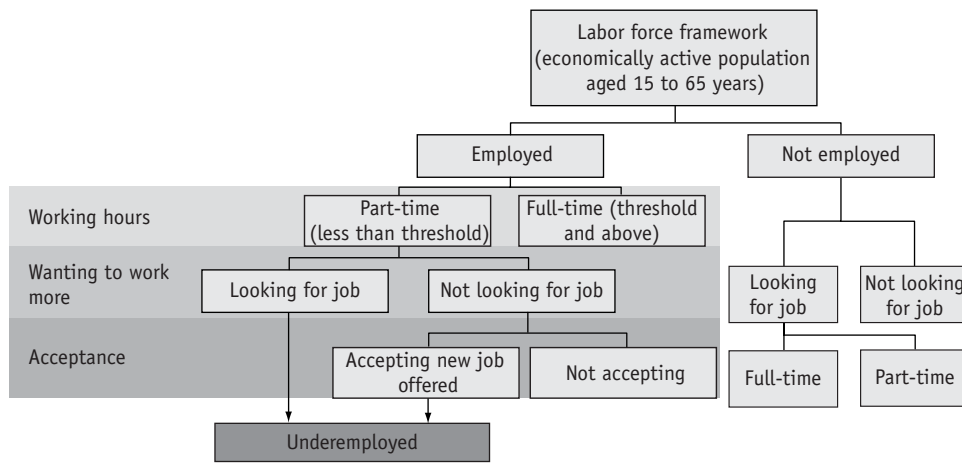 Labor force framework
(economically active population
aged 15 to 65 years)
Employed
Not employed
Working hours
Part-time
(less than threshold)
Full-time (threshold
and above)
Wanting to work
more
Looking for job
Not looking for job
Looking
for job
Not looking
for job
Acceptance
Accepting new job
offered
Not accepting
Full-time
Part-time
Underemployed